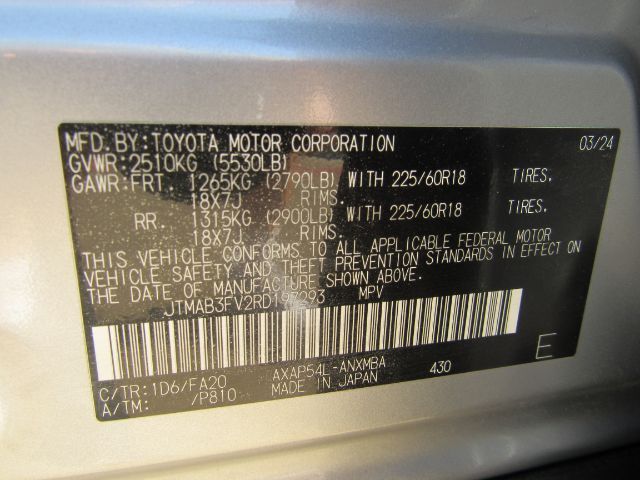 MFD. BY: TOYOTA MOTOR CORPORATION 03/24
GVWR: 2510KG (5530LB)
GAWR: FRT. 1265KG (2790LB) WITH 225/60R18 TIRES,
18X7J RIMS.
RR. 1315KG (2900LB) WITH 225/60R18 TIRES,
18X7J RIMS.
THIS VEHICLE CONFORMS TO ALL APPLICABLE FEDERAL MOTOR
VEHICLE SAFETY AND THEFT PREVENTION STANDARDS IN EFFECT ON
THE DATE OF MANUFACTURE SHOWN ABOVE.
MPV
C/TR: 1D6/FA20 AXAP54L-ANXMBA 430 E
A/TM: /P810 MADE IN JAPAN